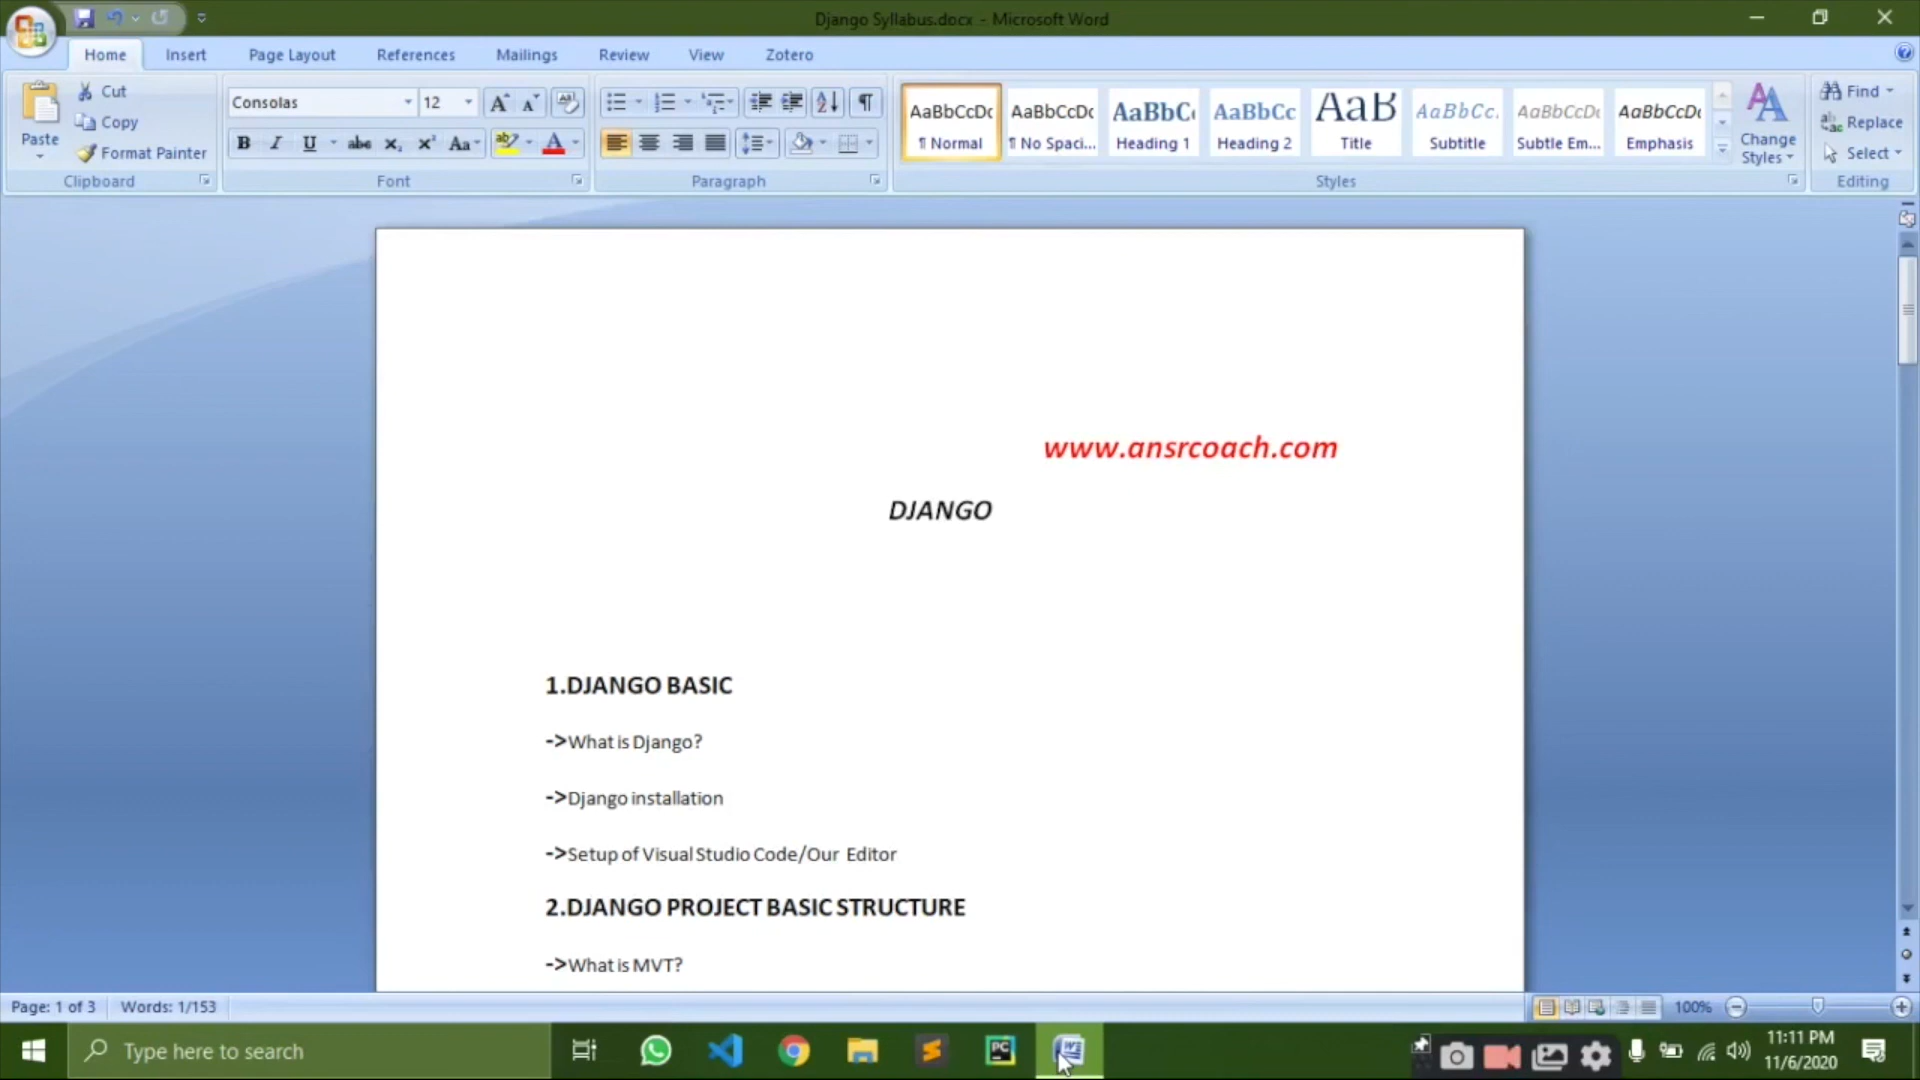 Django Syllabus.docx - Microsoft Word
Home Insert Page Layout References Mailings Review View Zotero
Paste
Cut
Copy
Format Painter
Clipboard
Consolas 12
Font
Paragraph
AaBbCcDc AaBbCcDc AaBbC AaBbCc AaB AaBbCc. AaBbCcDc AaBbCcDc
¶ Normal ¶ No Spaci... Heading 1 Heading 2 Title Subtitle Subtle Em... Emphasis
Change Styles
Styles
Find
Replace
Select
Editing
www.ansrcoach.com
DJANGO
1.DJANGO BASIC
->What is Django?
->Django installation
->Setup of Visual Studio Code/Our Editor
2.DJANGO PROJECT BASIC STRUCTURE
->What is MVT?
Page: 1 of 3 Words: 1/153 100%
Type here to search
11:11 PM
11/6/2020